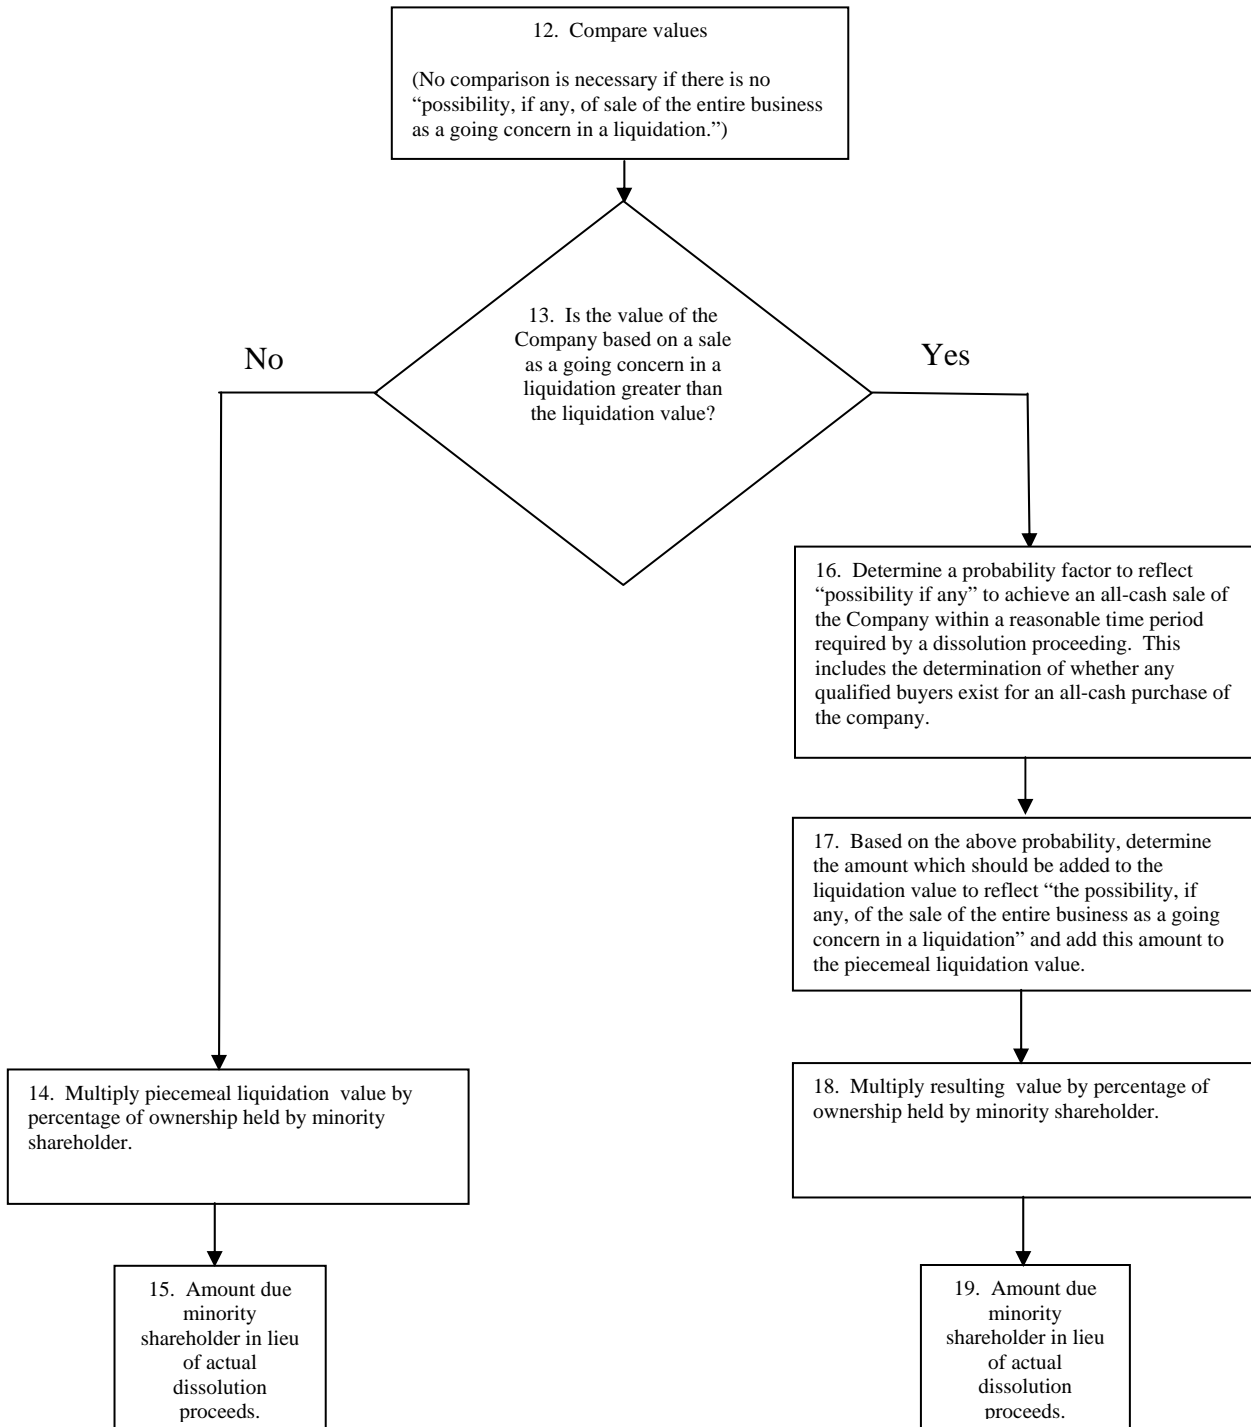 12. Compare values
(No comparison is necessary if there is no
“possibility, if any, of sale of the entire business
as a going concern in a liquidation.”)
13. Is the value of the
Company based on a sale
as a going concern in a
liquidation greater than
the liquidation value?
No
Yes
16. Determine a probability factor to reflect
“possibility if any” to achieve an all-cash sale of
the Company within a reasonable time period
required by a dissolution proceeding. This
includes the determination of whether any
qualified buyers exist for an all-cash purchase of
the company.
17. Based on the above probability, determine
the amount which should be added to the
liquidation value to reflect “the possibility, if
any, of the sale of the entire business as a going
concern in a liquidation” and add this amount to
the piecemeal liquidation value.
14. Multiply piecemeal liquidation value by
percentage of ownership held by minority
shareholder.
18. Multiply resulting value by percentage of
ownership held by minority shareholder.
15. Amount due
minority
shareholder in lieu
of actual
dissolution
proceeds.
19. Amount due
minority
shareholder in lieu
of actual
dissolution
proceeds.